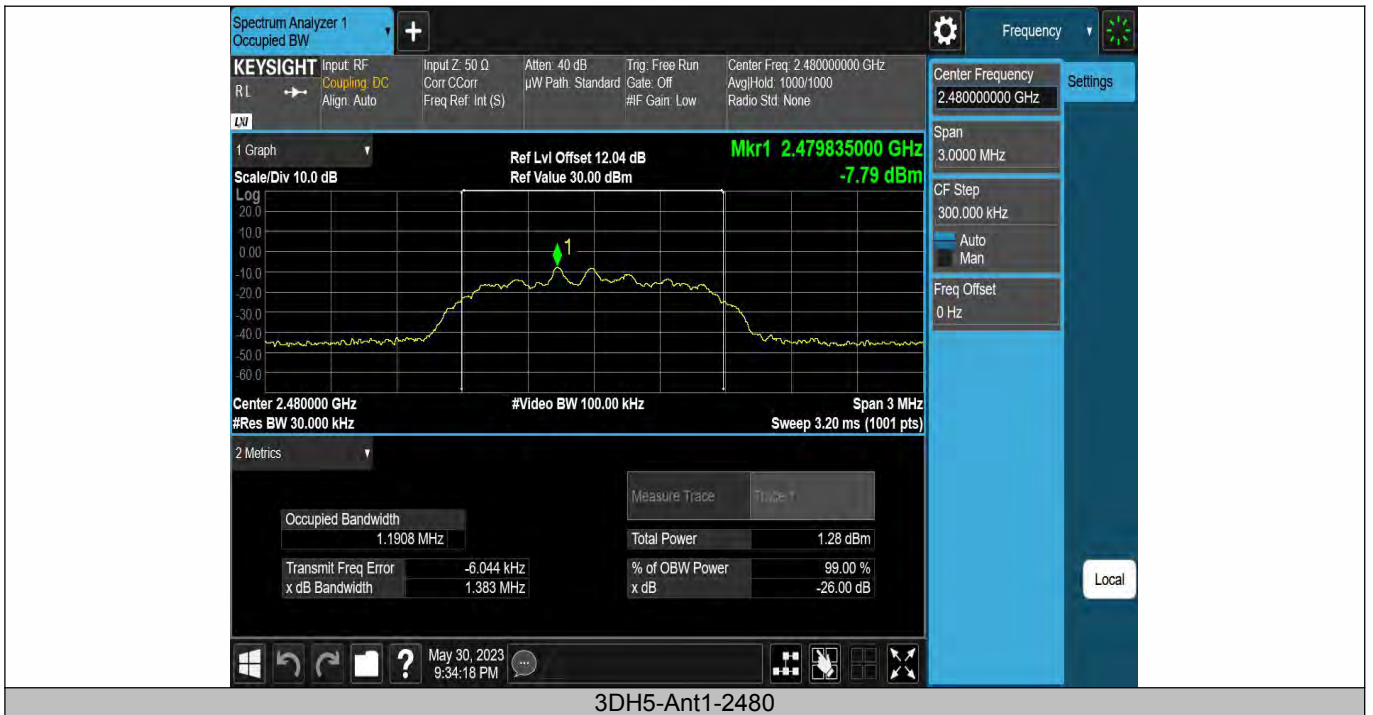 Spectrum Analyzer 1
Occupied BW
+
Frequency
KEYSIGHT Input: RF Input Z: 50 Ω Atten: 40 dB Trig: Free Run Center Freq: 2.480000000 GHz
RL Coupling: DC Corr CCorr µW Path: Standard Gate: Off Avg|Hold: 1000/1000
Align: Auto Freq Ref: Int (S) #IF Gain: Low Radio Std: None
LXI
Center Frequency
2.480000000 GHz
Settings
Span
3.0000 MHz
CF Step
300.000 kHz
Auto
Man
Freq Offset
0 Hz
1 Graph
Ref Lvl Offset 12.04 dB
Mkr1 2.479835000 GHz
Scale/Div 10.0 dB
Ref Value 30.00 dBm
-7.79 dBm
Log
20.0
10.0
0.00
-10.0
-20.0
-30.0
-40.0
-50.0
-60.0
1
Center 2.480000 GHz #Video BW 100.00 kHz Span 3 MHz
#Res BW 30.000 kHz Sweep 3.20 ms (1001 pts)
2 Metrics
Measure Trace Trace 1
Occupied Bandwidth
1.1908 MHz
Total Power 1.28 dBm
Transmit Freq Error -6.044 kHz % of OBW Power 99.00 %
x dB Bandwidth 1.383 MHz x dB -26.00 dB
Local
? May 30, 2023
9:34:18 PM
3DH5-Ant1-2480